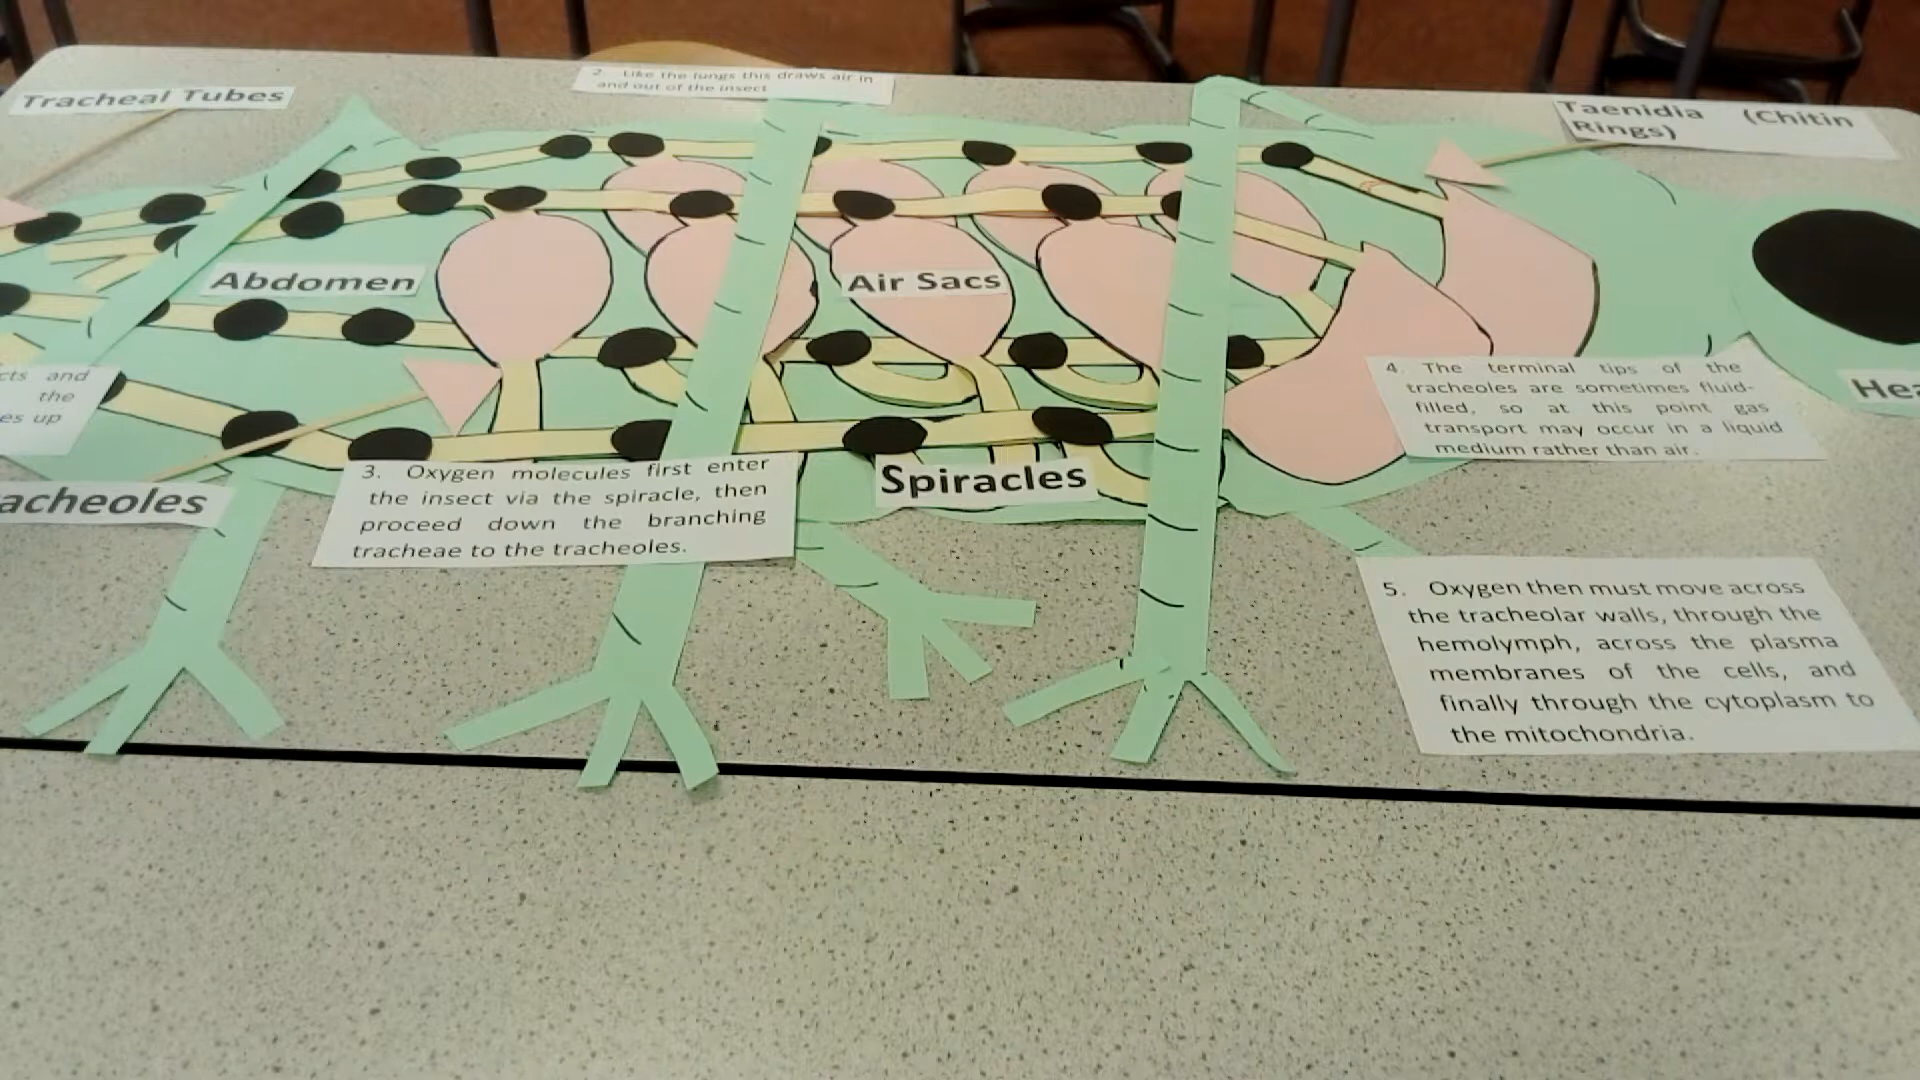 Tracheal Tubes
2. Like the lungs this draws air in
and out of the insect
Taenidia (Chitin
Rings)
Abdomen
Air Sacs
cts and
the
es up
4. The terminal tips of the
tracheoles are sometimes fluid-
filled, so at this point gas
transport may occur in a liquid
medium rather than air.
Hea
acheoles
3. Oxygen molecules first enter
the insect via the spiracle, then
proceed down the branching
tracheae to the tracheoles.
Spiracles
5. Oxygen then must move across
the tracheolar walls, through the
hemolymph, across the plasma
membranes of the cells, and
finally through the cytoplasm to
the mitochondria.